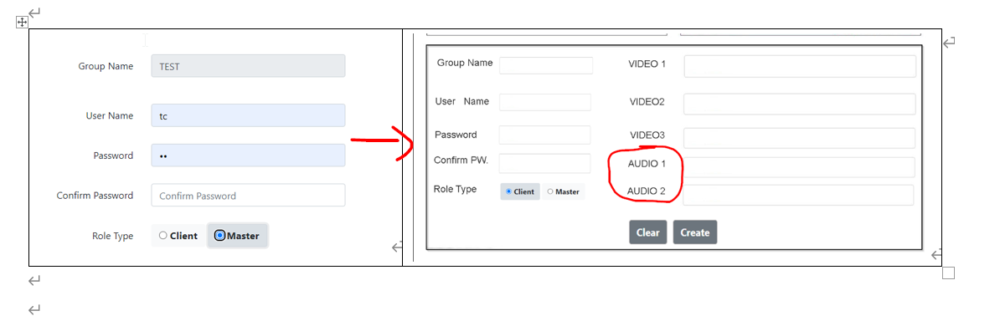 Group Name TEST
User Name tc
Password ••
Confirm Password Confirm Password
Role Type Client Master
Group Name VIDEO 1
User Name VIDEO2
Password VIDEO3
Confirm PW. AUDIO 1
Role Type Client Master AUDIO 2
Clear Create